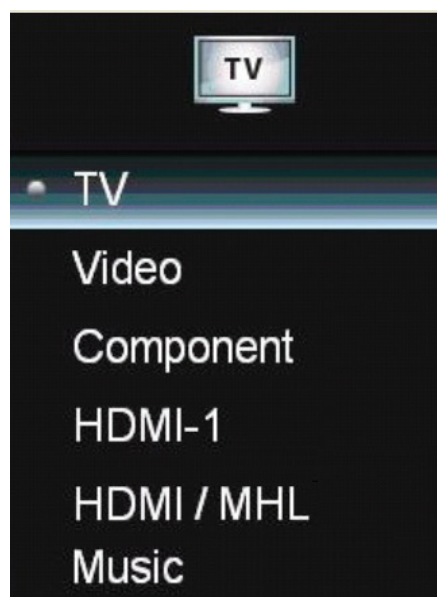 TV
TV
Video
Component
HDMI-1
HDMI / MHL
Music